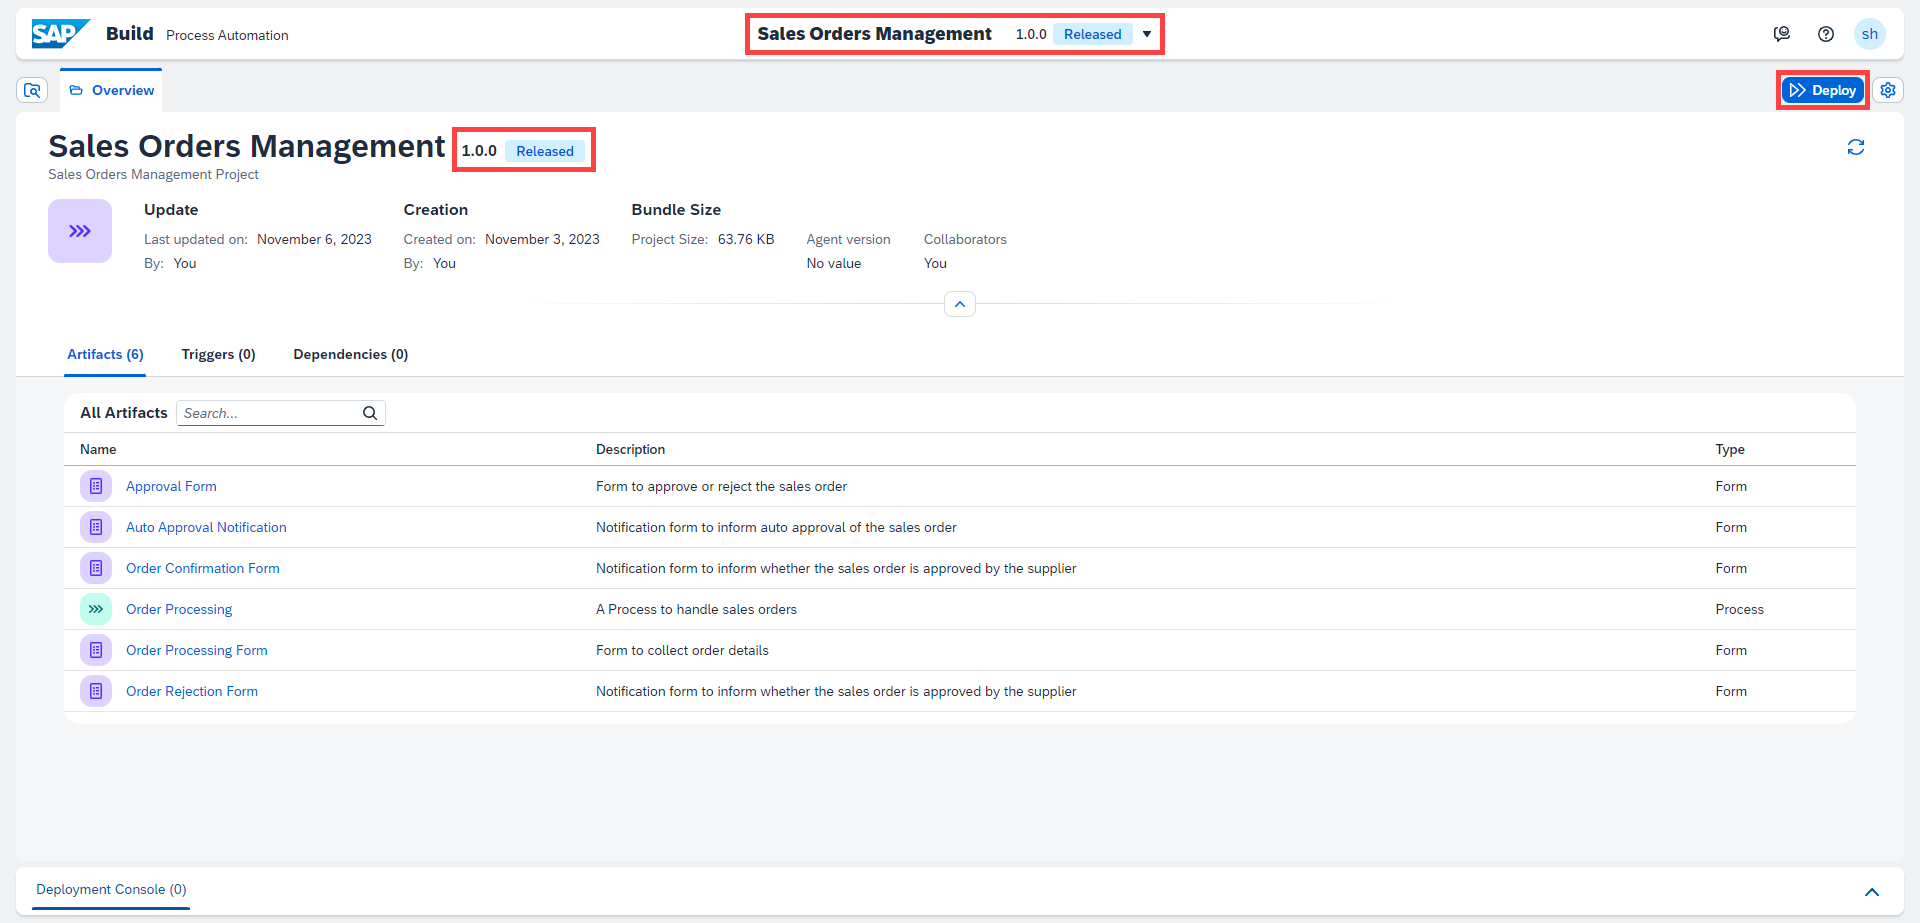 SAP Build Process Automation Sales Orders Management 1.0.0 Released sh
Overview Deploy
Sales Orders Management 1.0.0 Released
Sales Orders Management Project
Update Creation Bundle Size
Last updated on: November 6, 2023 Created on: November 3, 2023 Project Size: 63.76 KB Agent version Collaborators
By: You By: You No value You
Artifacts (6) Triggers (0) Dependencies (0)
All Artifacts Search...
Name Description Type
Approval Form Form to approve or reject the sales order Form
Auto Approval Notification Notification form to inform auto approval of the sales order Form
Order Confirmation Form Notification form to inform whether the sales order is approved by the supplier Form
Order Processing A Process to handle sales orders Process
Order Processing Form Form to collect order details Form
Order Rejection Form Notification form to inform whether the sales order is approved by the supplier Form
Deployment Console (0)